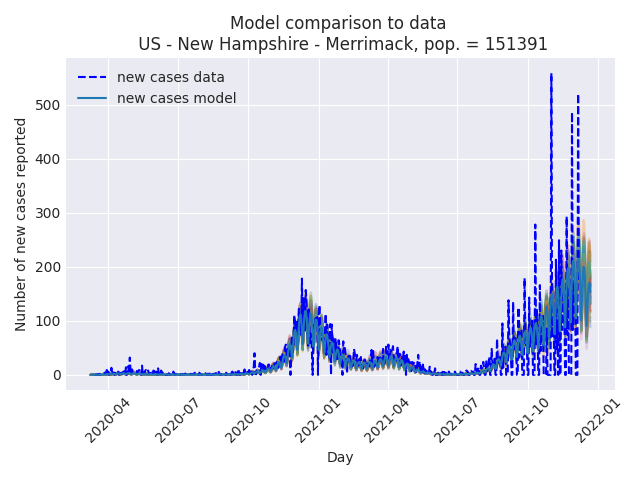 Model comparison to data
US - New Hampshire - Merrimack, pop. = 151391
new cases data
new cases model
Number of new cases reported
500
400
300
200
100
0
2020-04
2020-07
2020-10
2021-01
2021-04
2021-07
2021-10
2022-01
Day